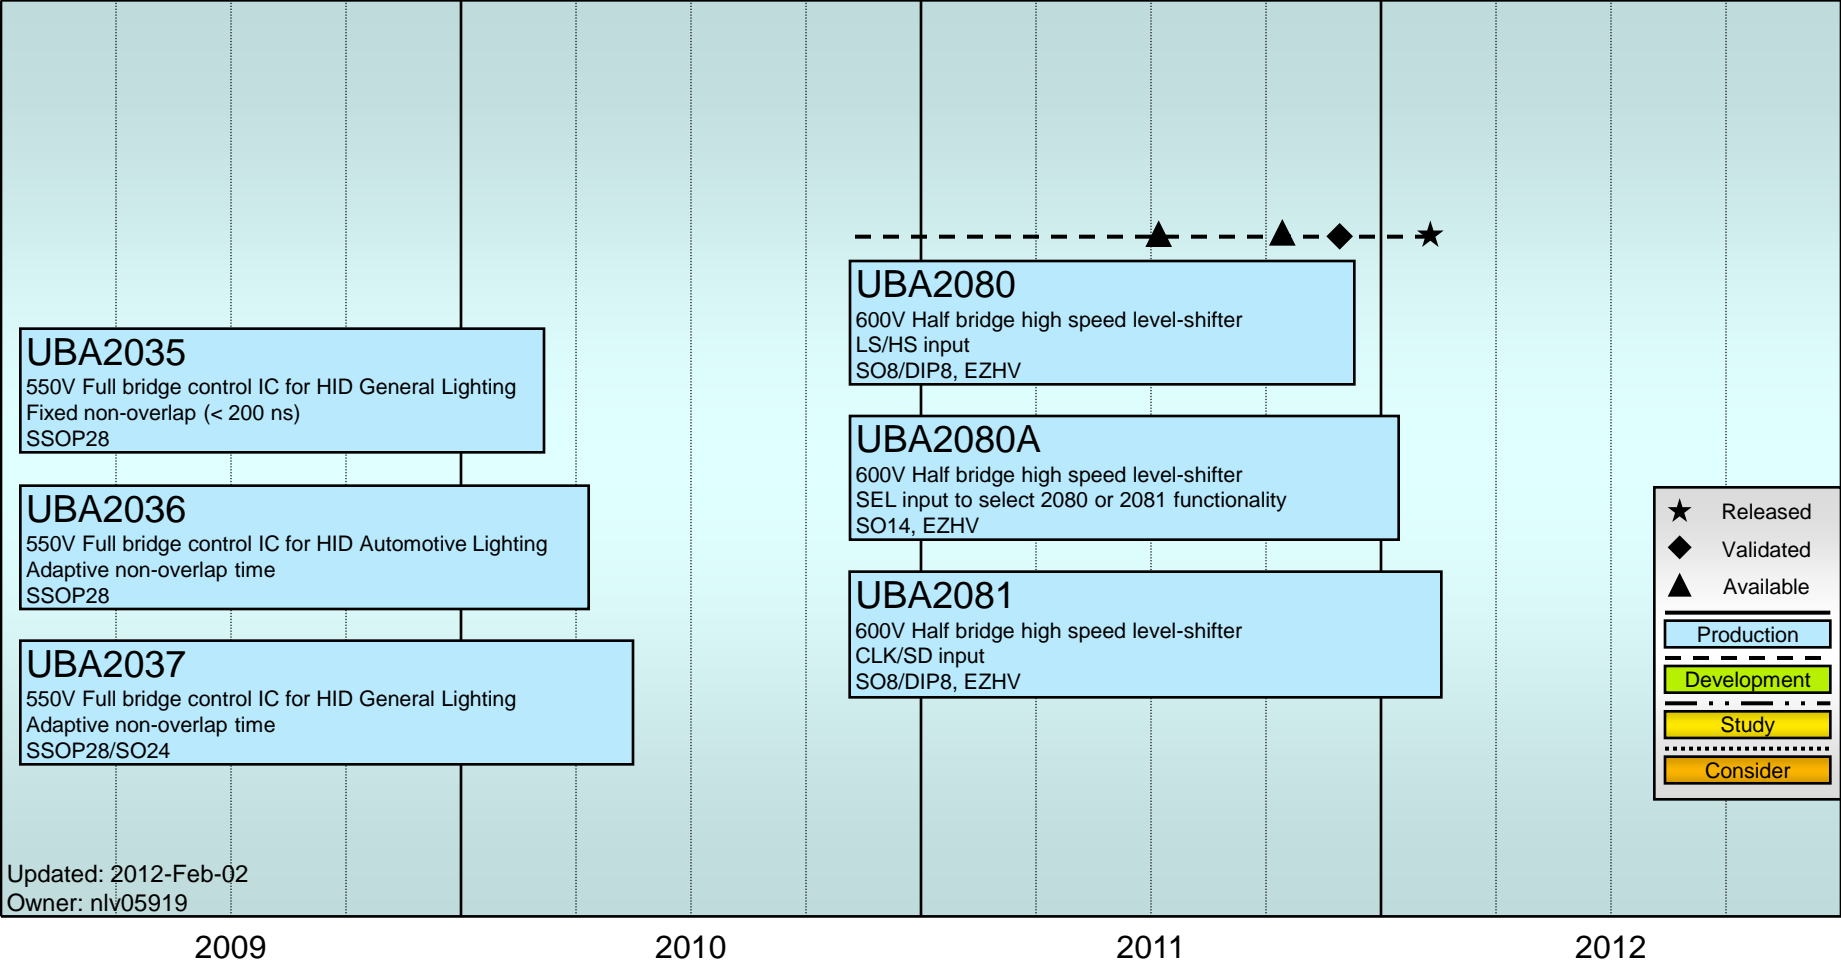 UBA2080
600V Half bridge high speed level-shifter
LS/HS input
SO8/DIP8, EZHV
UBA2035
550V Full bridge control IC for HID General Lighting
Fixed non-overlap (< 200 ns)
SSOP28
UBA2080A
600V Half bridge high speed level-shifter
SEL input to select 2080 or 2081 functionality
SO14, EZHV
UBA2036
550V Full bridge control IC for HID Automotive Lighting
Adaptive non-overlap time
SSOP28
UBA2081
600V Half bridge high speed level-shifter
CLK/SD input
SO8/DIP8, EZHV
UBA2037
550V Full bridge control IC for HID General Lighting
Adaptive non-overlap time
SSOP28/SO24
Released
Validated
Available
Production
Development
Study
Consider
Updated: 2012-Feb-02
Owner: nlv05919
2009
2010
2011
2012